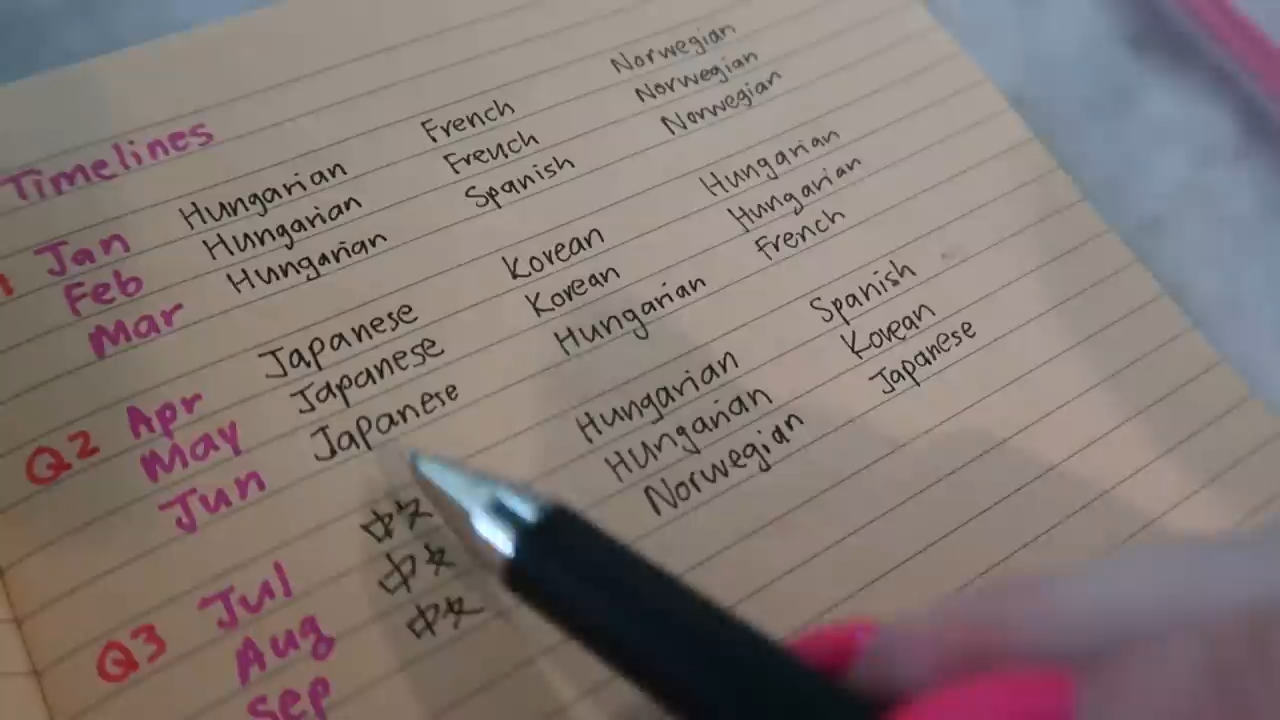 Timelines
Jan Hungarian French Norwegian
Feb Hungarian French Norwegian
Mar Hungarian Spanish Norwegian
Q2 Apr Japanese Korean Hungarian
May Japanese Korean Hungarian
Jun Japanese Hungarian French
Q3 Jul 中文 Hungarian Spanish
Aug 中文 Hungarian Korean
Sep 中文 Norwegian Japanese